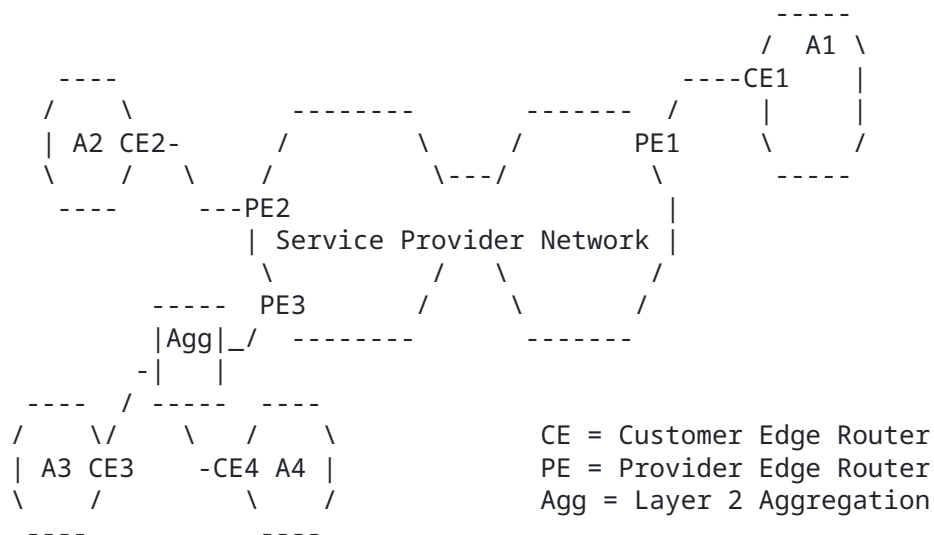 A1
CE1
A2 CE2
PE1
PE2
Service Provider Network
PE3
Agg
CE = Customer Edge Router
A3 CE3 CE4 A4 PE = Provider Edge Router
Agg = Layer 2 Aggregation